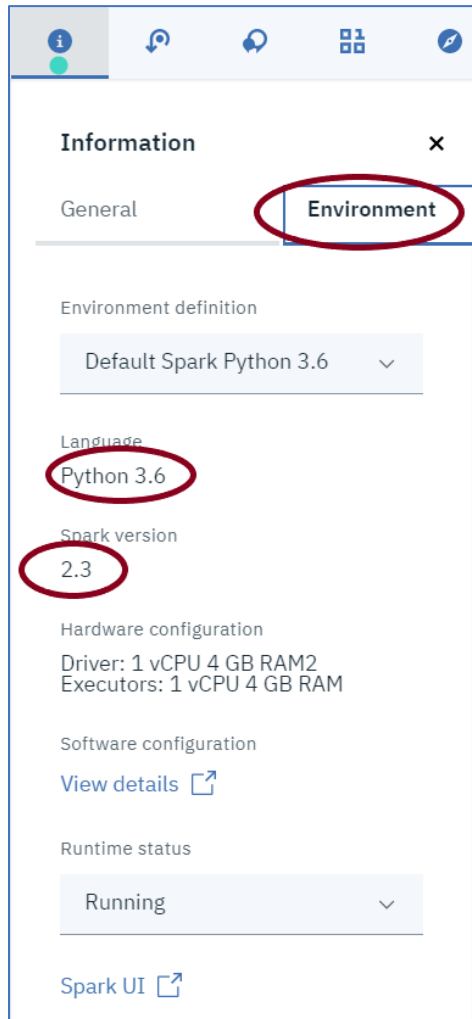 Information
General
Environment
Environment definition
Default Spark Python 3.6
Language
Python 3.6
Spark version
2.3
Hardware configuration
Driver: 1 vCPU 4 GB RAM2
Executors: 1 vCPU 4 GB RAM
Software configuration
View details
Runtime status
Running
Spark UI